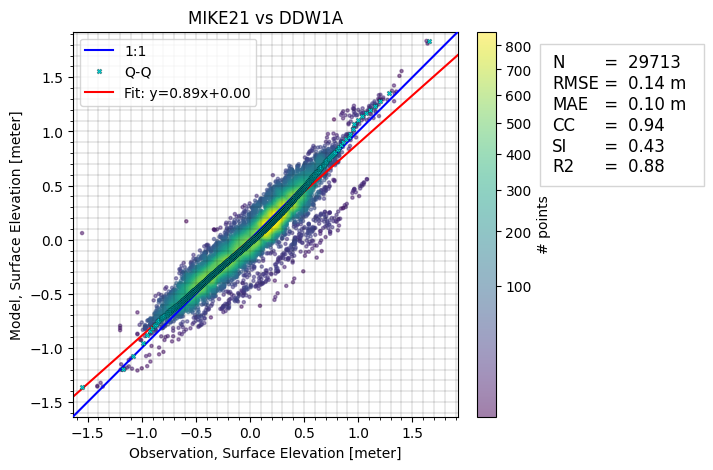 MIKE21 vs DDW1A
1:1
Q-Q
Fit: y=0.89x+0.00
Model, Surface Elevation [meter]
1.5
1.0
0.5
0.0
−0.5
−1.0
−1.5
−1.5 −1.0 −0.5 0.0 0.5 1.0 1.5
Observation, Surface Elevation [meter]
800
700
600
500
400
300
200
100
# points
N = 29713
RMSE = 0.14 m
MAE = 0.10 m
CC = 0.94
SI = 0.43
R2 = 0.88